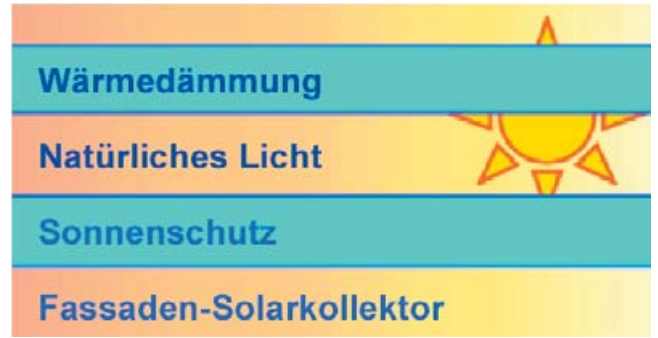 Wärmedämmung
Natürliches Licht
Sonnenschutz
Fassaden-Solarkollektor